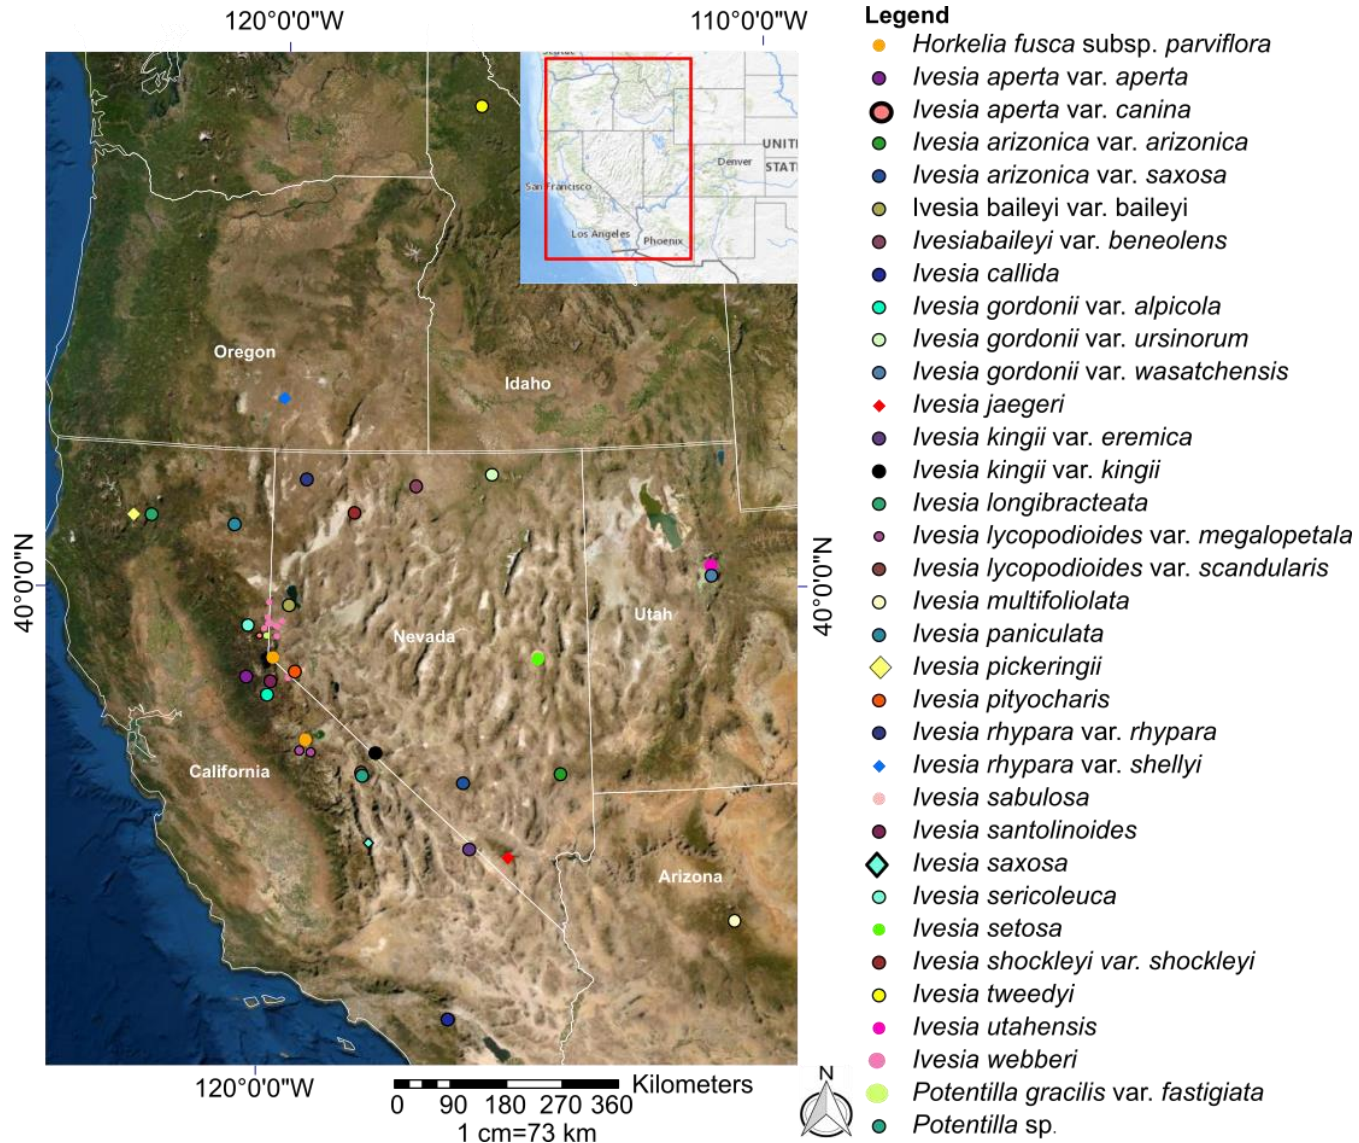 120°0'0"W
110°0'0"W
40°0'0"N
UNITI
STAT
Denver
San Francisco
Los Angeles
Phoenix
Oregon
Idaho
Nevada
Utah
California
Arizona
40°0'0"N
120°0'0"W
Kilometers
0 90 180 270 360
1 cm=73 km
N
Legend
Horkelia fusca subsp. parviflora
Ivesia aperta var. aperta
Ivesia aperta var. canina
Ivesia arizonica var. arizonica
Ivesia arizonica var. saxosa
Ivesia baileyi var. baileyi
Ivesiabaileyi var. beneolens
Ivesia callida
Ivesia gordonii var. alpicola
Ivesia gordonii var. ursinorum
Ivesia gordonii var. wasatchensis
Ivesia jaegeri
Ivesia kingii var. eremica
Ivesia kingii var. kingii
Ivesia longibracteata
Ivesia lycopodioides var. megalopetala
Ivesia lycopodioides var. scandularis
Ivesia multifoliolata
Ivesia paniculata
Ivesia pickeringii
Ivesia pityocharis
Ivesia rhypara var. rhypara
Ivesia rhypara var. shellyi
Ivesia sabulosa
Ivesia santolinoides
Ivesia saxosa
Ivesia sericoleuca
Ivesia setosa
Ivesia shockleyi var. shockleyi
Ivesia tweedyi
Ivesia utahensis
Ivesia webberi
Potentilla gracilis var. fastigiata
Potentilla sp.